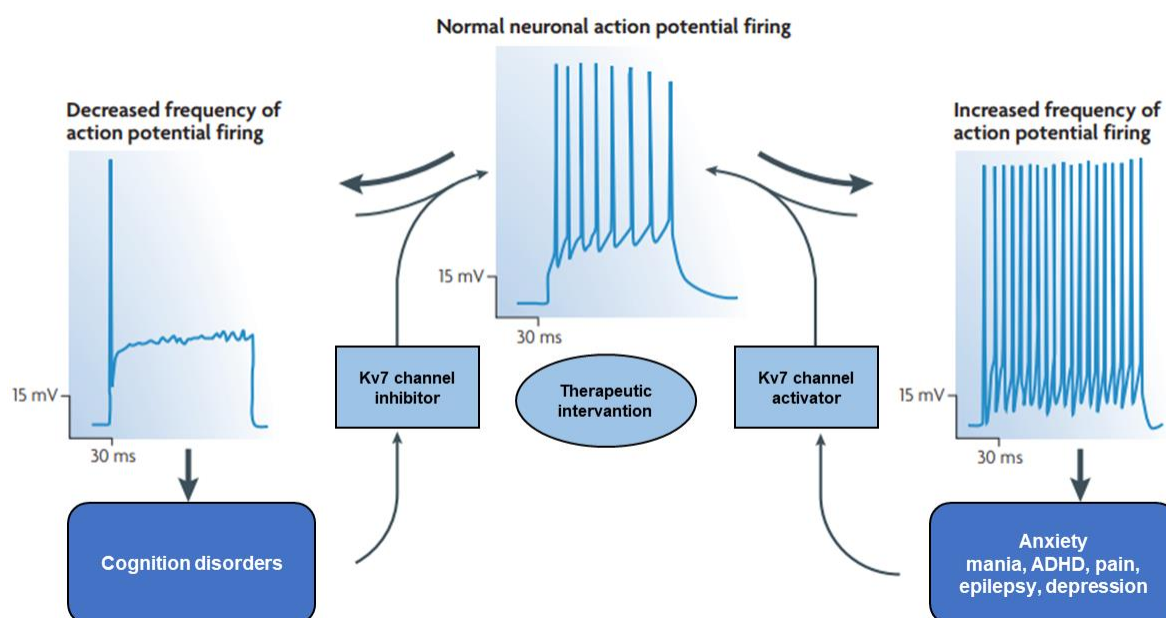 Normal neuronal action potential firing
Decreased frequency of
action potential firing
Increased frequency of
action potential firing
15 mV
30 ms
15 mV
30 ms
15 mV
30 ms
Kv7 channel
inhibitor
Therapeutic
intervantion
Kv7 channel
activator
Cognition disorders
Anxiety
mania, ADHD, pain,
epilepsy, depression